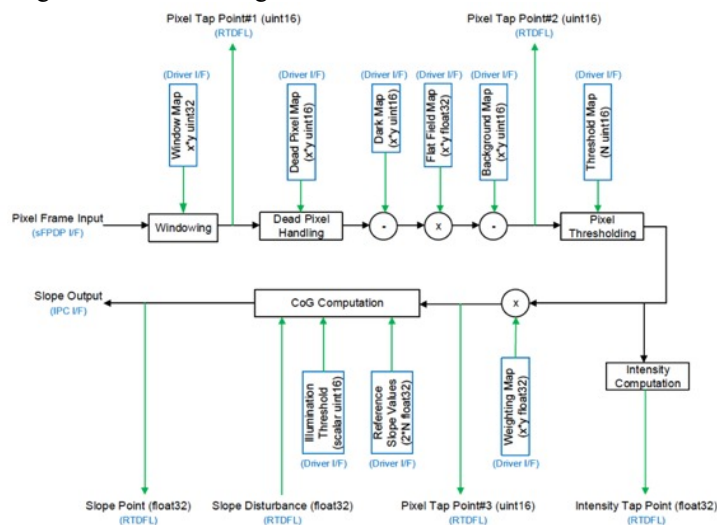 Pixel Tap Point#1 (uint16)
(RTDFL)
Pixel Tap Point#2 (uint16)
(RTDFL)
(Driver I/F)
(Driver I/F)
(Driver I/F)
(Driver I/F)
(Driver I/F)
(Driver I/F)
Window Map
x*y uint32
Dead Pixel Map
(x*y uint16)
Dark Map
(x*y uint16)
Flat Field Map
(x*y float32)
Background Map
(x*y uint16)
Threshold Map
(N uint16)
Pixel Frame Input
(sFPDP I/F)
Windowing
Dead Pixel
Handling
-
x
-
Pixel
Thresholding
Slope Output
(IPC I/F)
CoG Computation
x
Intensity
Computation
Illumination
Threshold
(scalar uint16)
Reference
Slope Values
(2*N float32)
Weighting Map
(x*y float32)
(Driver I/F)
(Driver I/F)
(Driver I/F)
Slope Point (float32)
(RTDFL)
Slope Disturbance (float32)
(RTDFL)
Pixel Tap Point#3 (uint16)
(RTDFL)
Intensity Tap Point (float32)
(RTDFL)